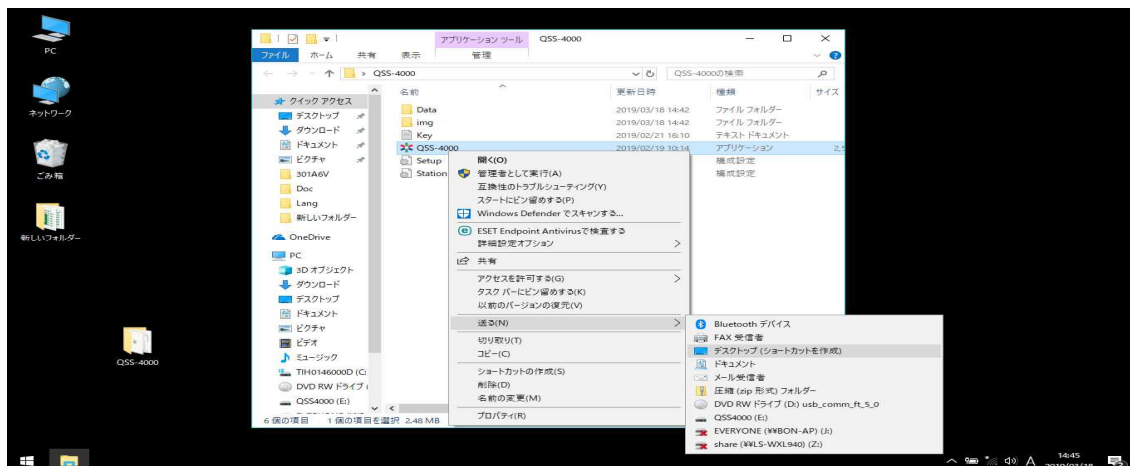 PC
ネットワーク
ごみ箱
新しいフォルダー
QSS-4000
アプリケーション ツール QSS-4000
ファイル ホーム 共有 表示 管理
QSS-4000 QSS-4000の検索
名前 更新日時 種類 サイズ
クイック アクセス
デスクトップ
ダウンロード
ドキュメント
ピクチャ
301A6V
Doc
Lang
新しいフォルダー
OneDrive
PC
3D オブジェクト
ダウンロード
デスクトップ
ドキュメント
ピクチャ
ビデオ
ミュージック
TIH0146000D (C:
DVD RW ドライブ (
QSS4000 (E:)
Data 2019/03/18 14:42 ファイル フォルダー
img 2019/03/18 14:42 ファイル フォルダー
Key 2019/02/21 16:10 テキスト ドキュメント
QSS-4000 2019/02/19 10:14 アプリケーション 2,5
Setup 構成設定
Station 構成設定
開く(O)
管理者として実行(A)
互換性のトラブルシューティング(Y)
スタートにピン留めする(P)
Windows Defender でスキャンする...
ESET Endpoint Antivirusで検査する
詳細設定オプション
共有
アクセスを許可する(G)
タスク バーにピン留めする(K)
以前のバージョンの復元(V)
送る(N)
切り取り(T)
コピー(C)
ショートカットの作成(S)
削除(D)
名前の変更(M)
プロパティ(R)
Bluetooth デバイス
FAX 受信者
デスクトップ (ショートカットを作成)
ドキュメント
メール受信者
圧縮 (zip 形式) フォルダー
DVD RW ドライブ (D:) usb_comm_ft_5_0
QSS4000 (E:)
EVERYONE (¥¥BON-AP) (J:)
share (¥¥LS-WXL940) (Z:)
6 個の項目 1 個の項目を選択 2.48 MB
A 14:45
2019/03/18